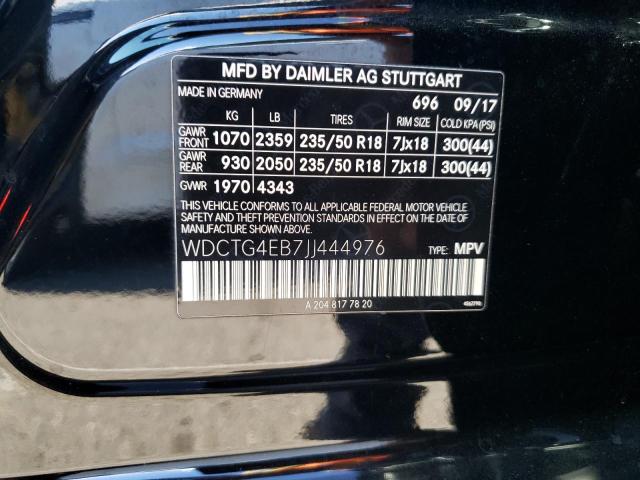 MFD BY DAIMLER AG STUTTGART
MADE IN GERMANY 696 09/17
KG LB TIRES RIM SIZE COLD KPA (PSI)
GAWR FRONT 1070 2359 235/50 R18 7Jx18 300(44)
GAWR REAR 930 2050 235/50 R18 7Jx18 300(44)
GVWR 1970 4343
THIS VEHICLE CONFORMS TO ALL APPLICABLE FEDERAL MOTOR VEHICLE
SAFETY AND THEFT PREVENTION STANDARDS IN EFFECT ON THE DATE
OF MANUFACTURE SHOWN ABOVE.
WDCTG4EB7JJ444976 TYPE: MPV
A 204 817 78 20